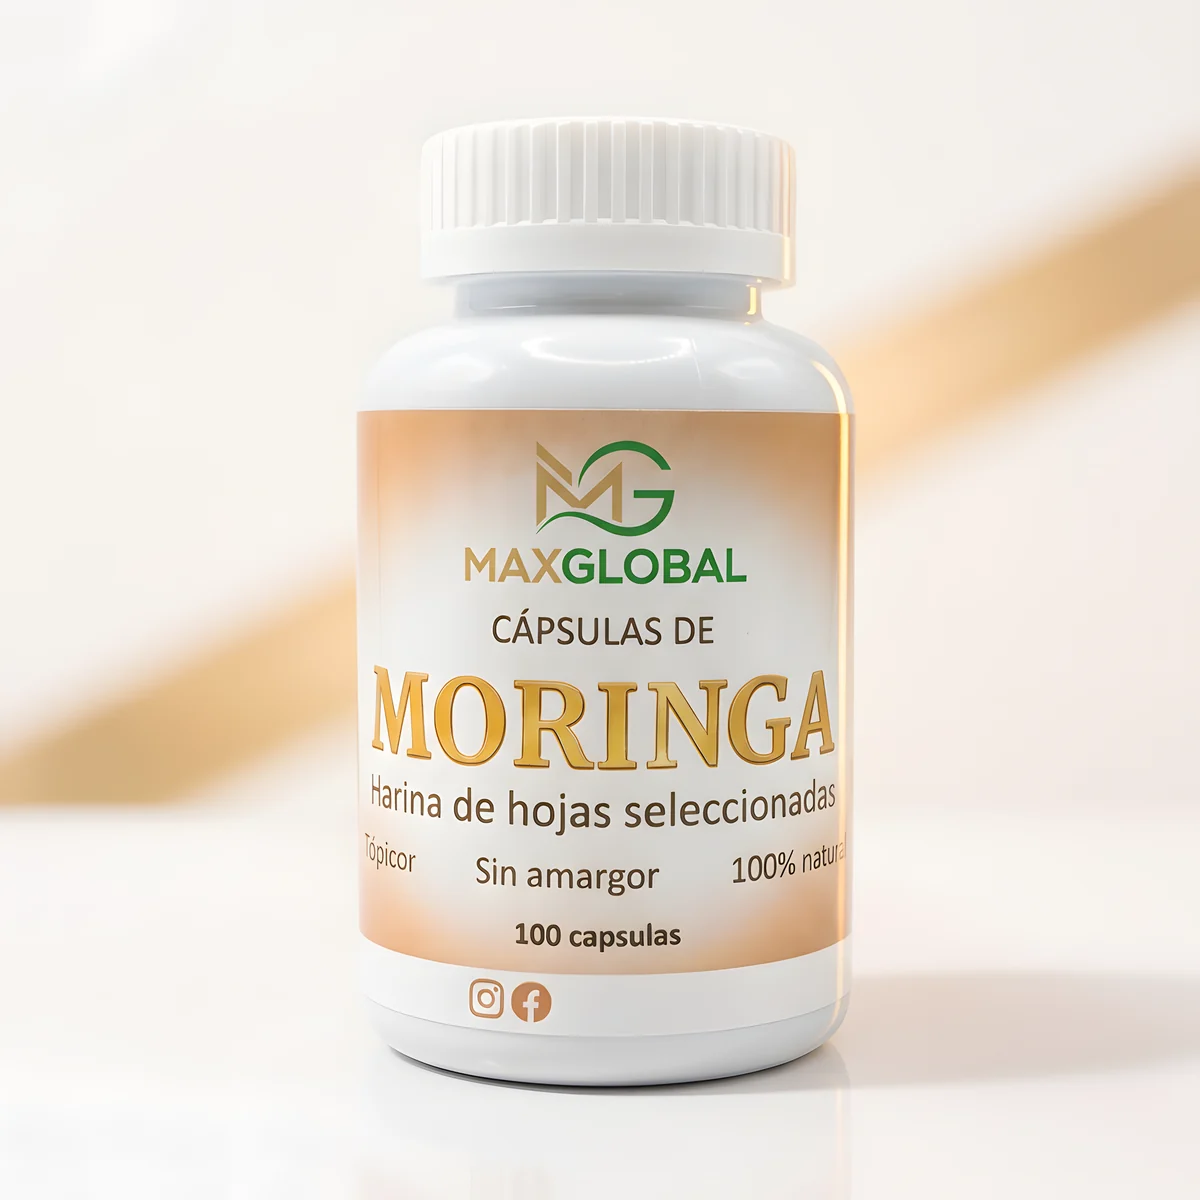 MG
MAXGLOBAL
CÁPSULAS DE
MORINGA
Harina de hojas seleccionadas
Tópicor Sin amargor 100% natural
100 capsulas